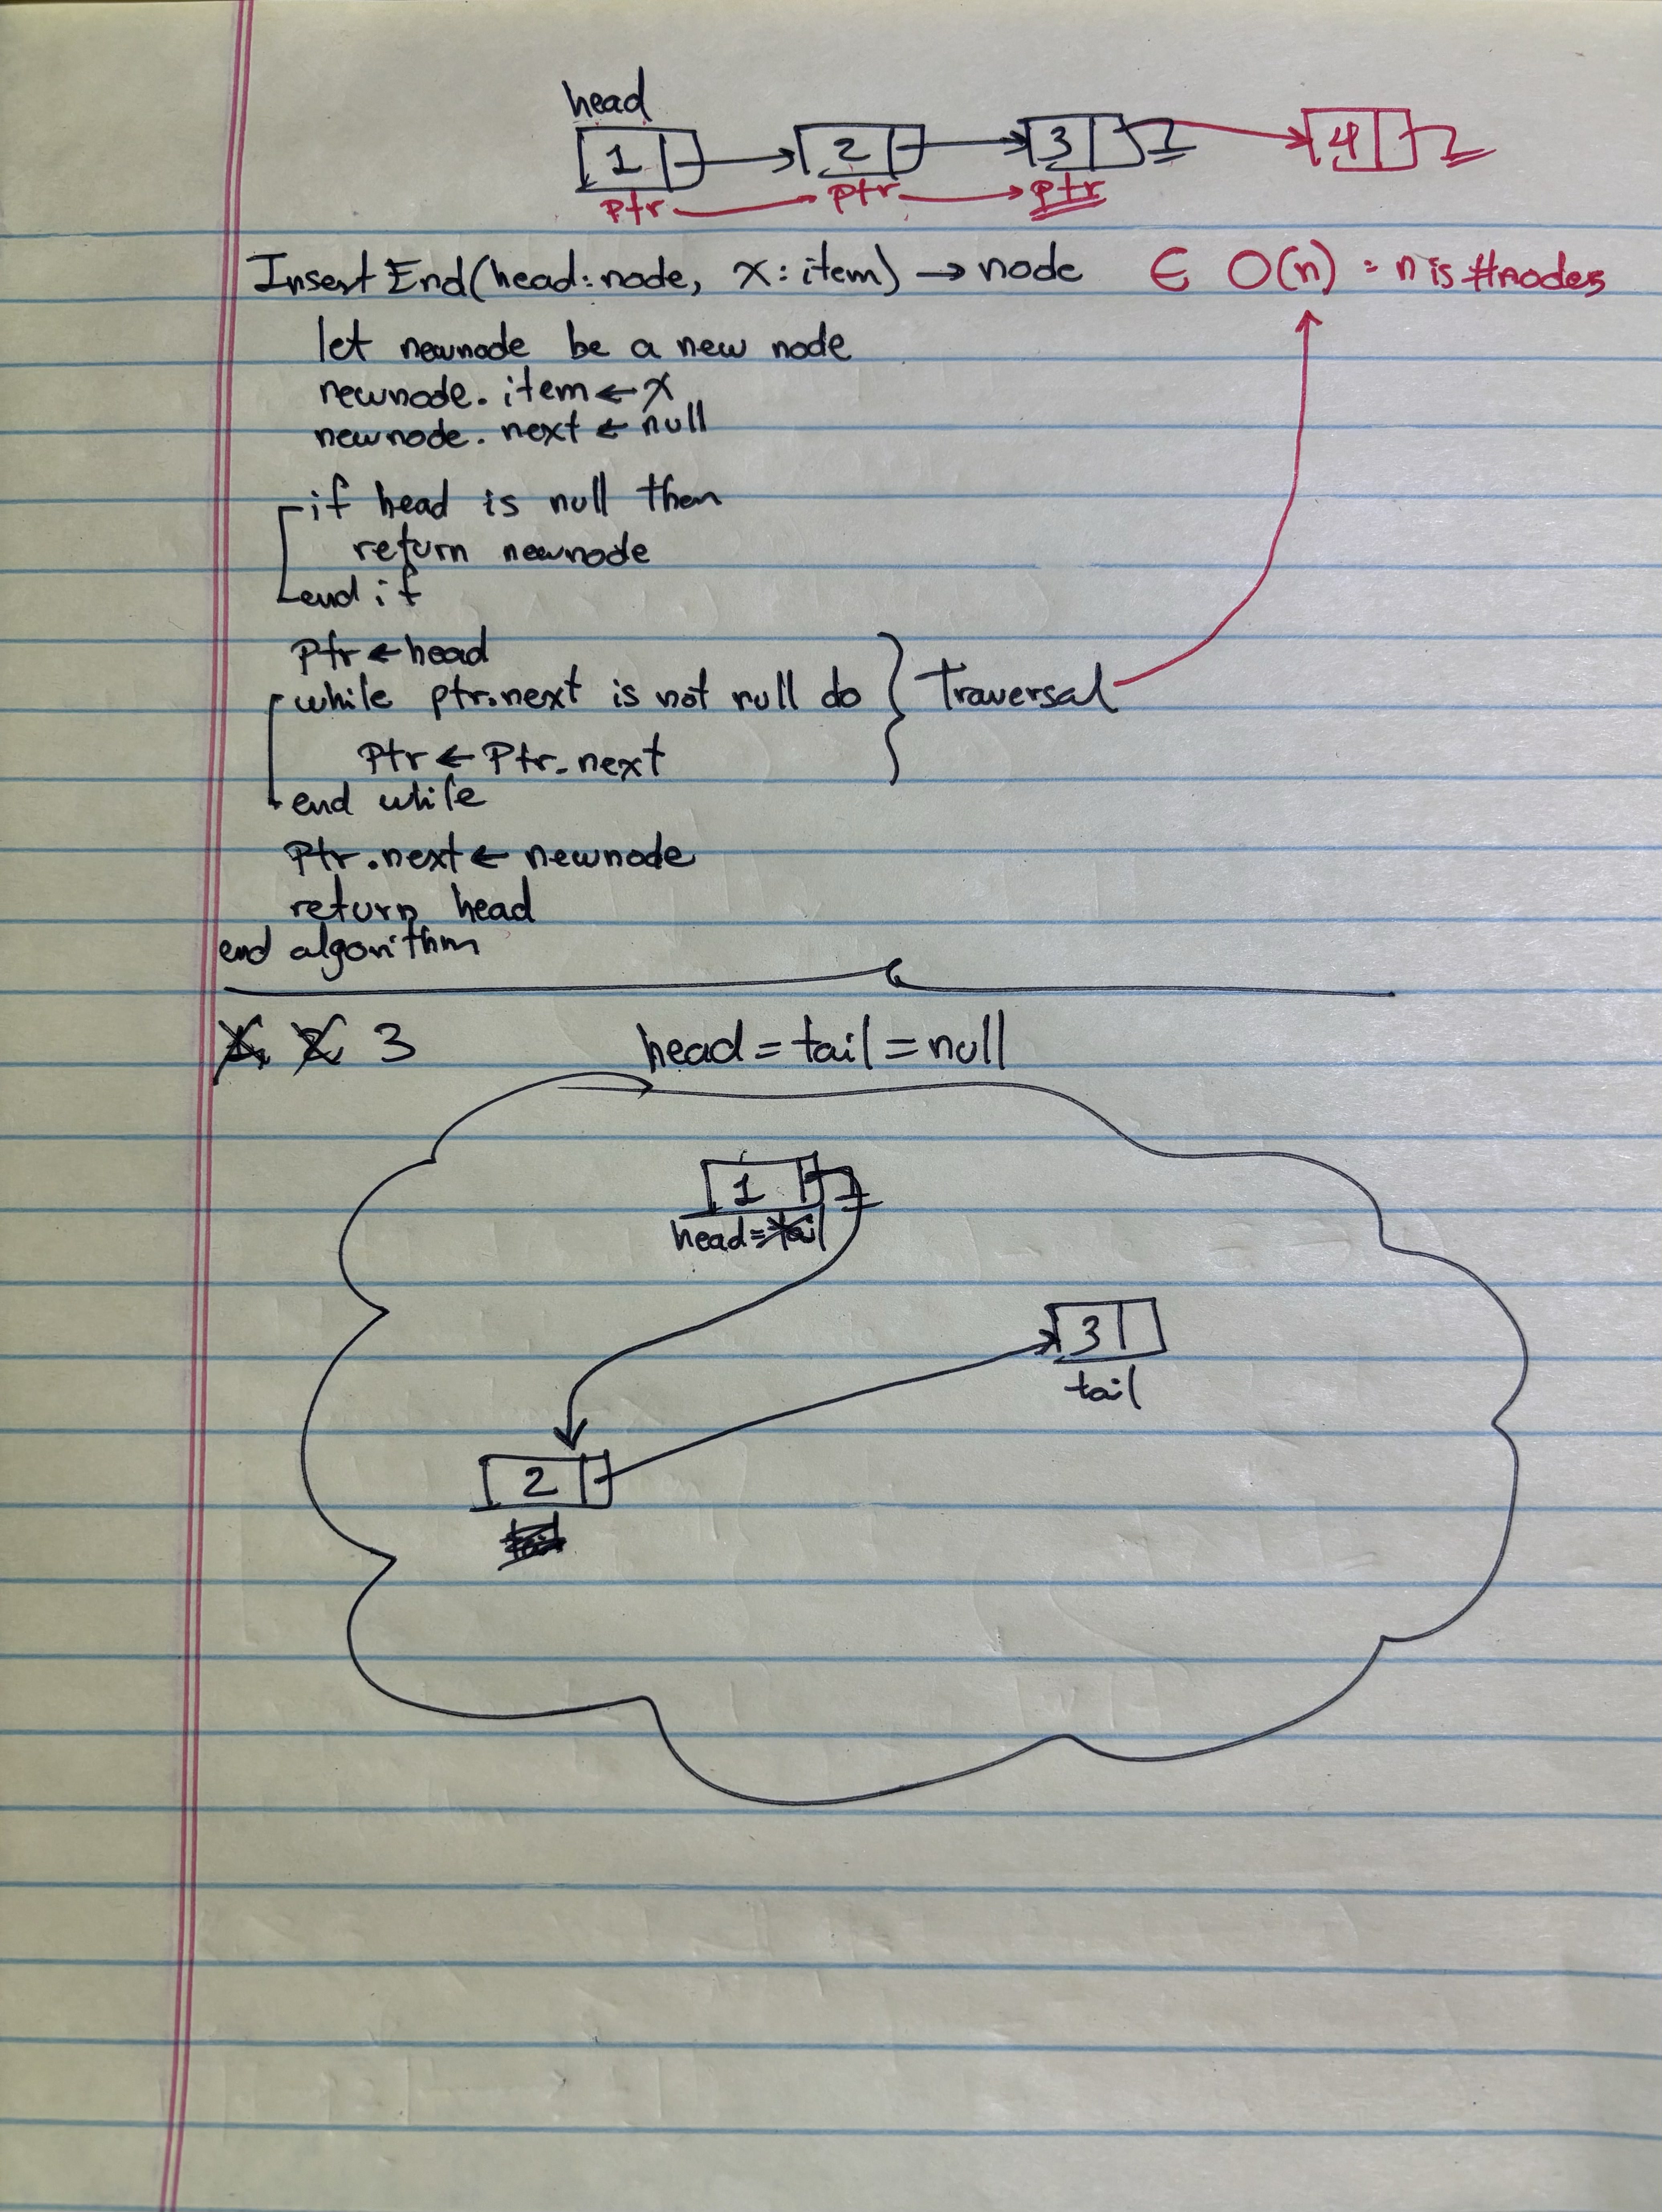 head
1 2 3 4
ptr ptr ptr
InsertEnd(head:node, x:item) → node ∈ O(n) : n is #nodes
let newnode be a new node
newnode.item ← x
newnode.next ← null
if head is null then
return newnode
end if
ptr ← head
while ptr.next is not null do } Traversal
ptr ← ptr.next
end while
ptr.next ← newnode
return head
end algorithm
1, 2 3 head = tail = null
1
head = tail
3
tail
2
tail